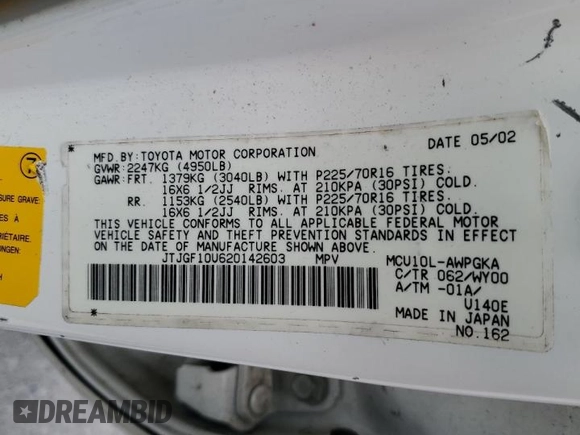 DATE 05/02
MFD.BY:TOYOTA MOTOR CORPORATION
GVWR:2247KG (4950LB)
GAWR:FRT. 1379KG (3040LB) WITH P225/70R16 TIRES.
16X6 1/2JJ RIMS. AT 210KPA (30PSI) COLD.
RR. 1153KG (2540LB) WITH P225/70R16 TIRES.
16X6 1/2JJ RIMS. AT 210KPA (30PSI) COLD.
THIS VEHICLE CONFORMS TO ALL APPLICABLE FEDERAL MOTOR
VEHICLE SAFETY AND THEFT PREVENTION STANDARDS IN EFFECT
ON THE DATE OF MANUFACTURE SHOWN ABOVE.
JTJGF10U620142603 MPV
MCU10L-AWPGKA
C/TR 062/WY00
A/TM -01A/
U140E
MADE IN JAPAN
NO.162
SURE GRAVE
DREAMBID